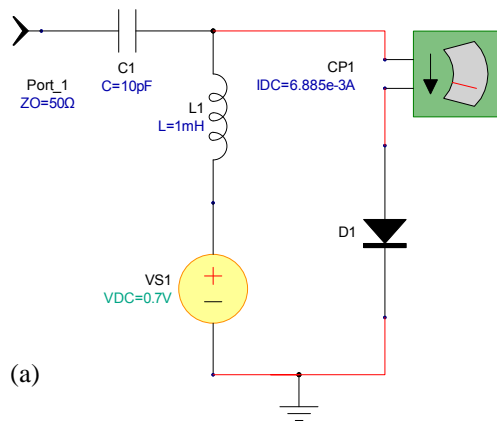 Port_1
ZO=50Ω
C1
C=10pF
L1
L=1mH
CP1
IDC=6.885e-3A
D1
VS1
VDC=0.7V
(a)